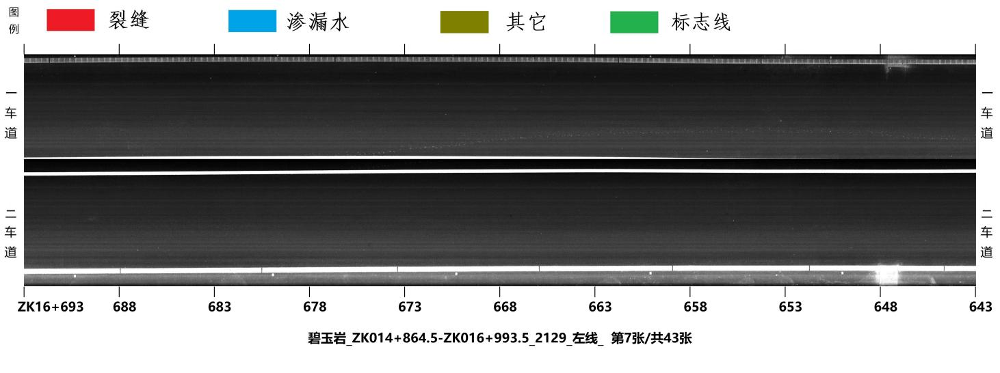 图例 裂缝 渗漏水 其它 标志线
一车道 一车道
二车道 二车道
ZK16+693 688 683 678 673 668 663 658 653 648 643
碧玉岩_ZK014+864.5-ZK016+993.5_2129_左线_ 第7张/共43张